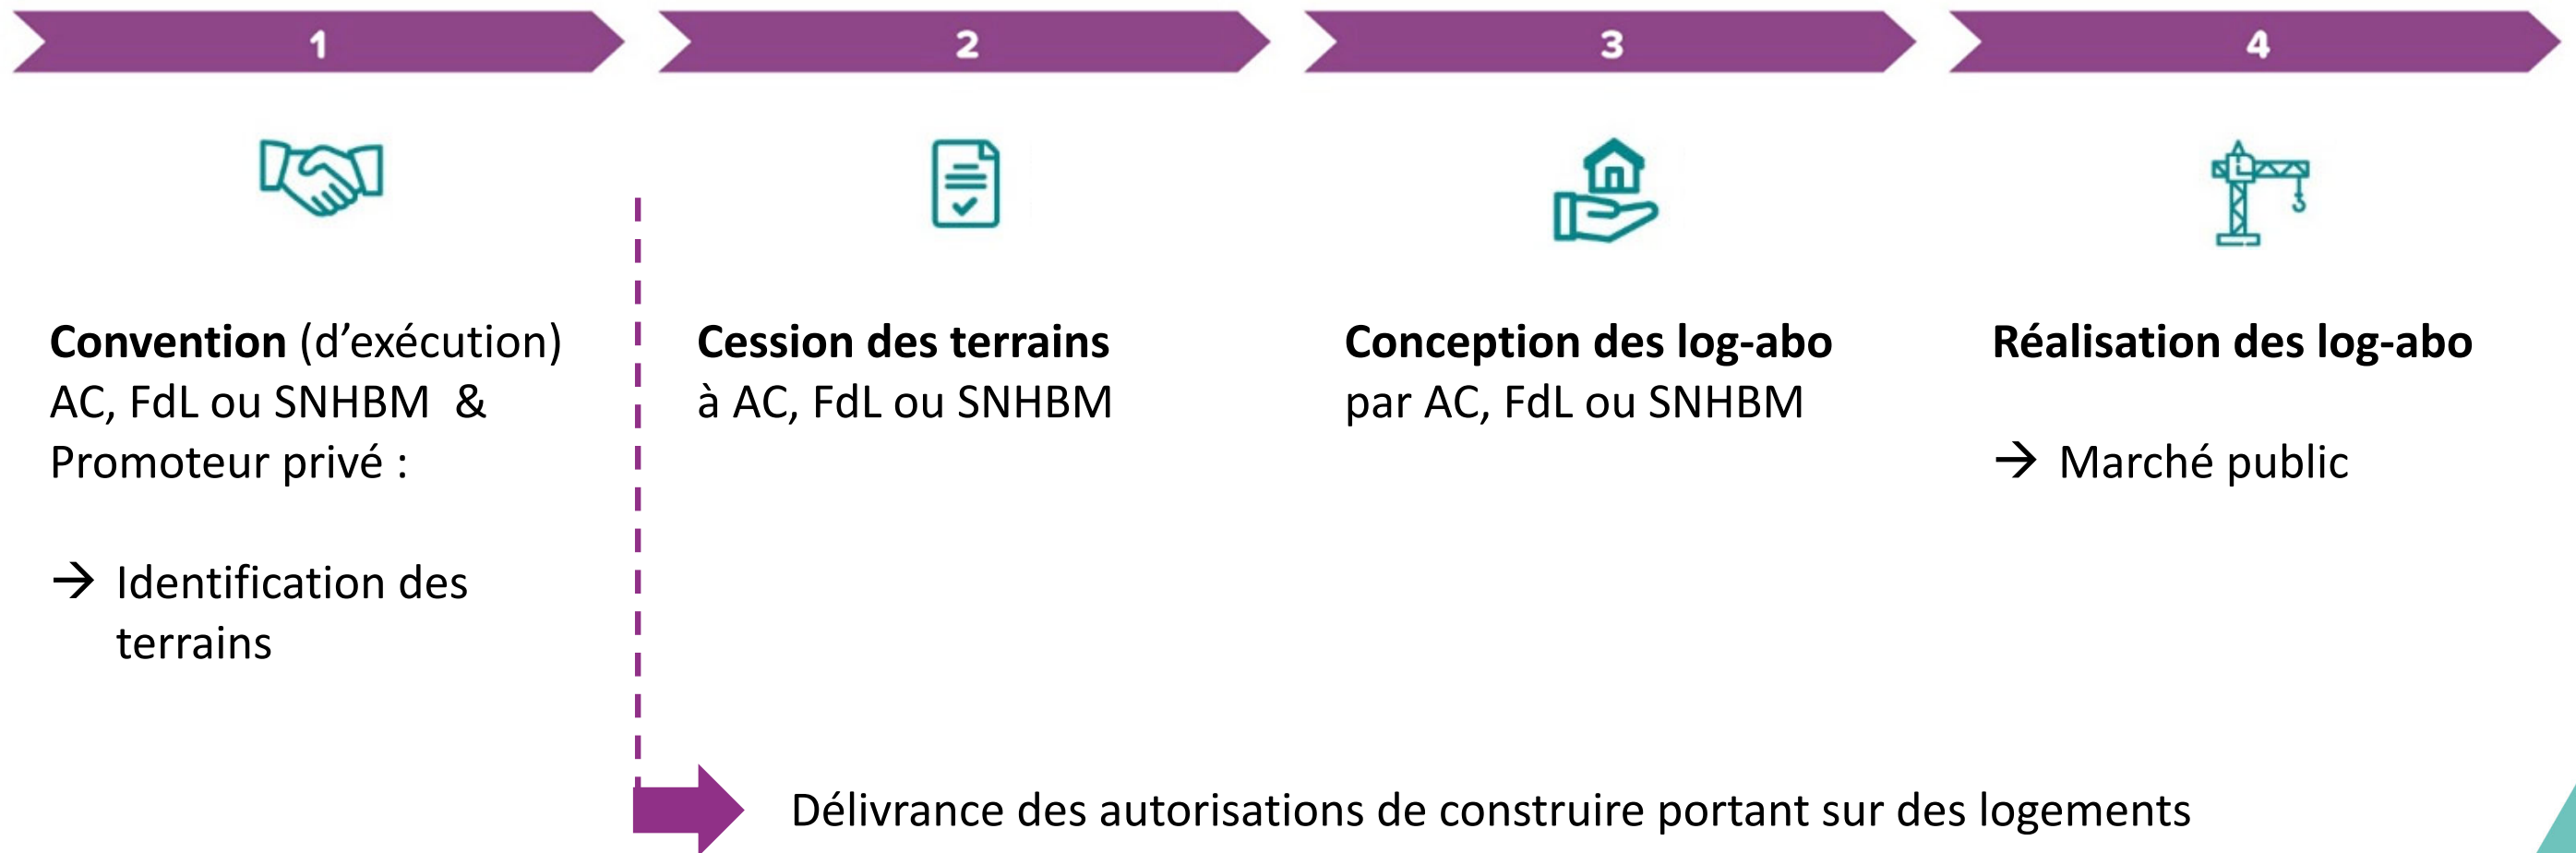 1
2
3
4
Convention (d’exécution)
AC, FdL ou SNHBM &
Promoteur privé :
→ Identification des
terrains
Cession des terrains
à AC, FdL ou SNHBM
Conception des log-abo
par AC, FdL ou SNHBM
Réalisation des log-abo
→ Marché public
Délivrance des autorisations de construire portant sur des logements